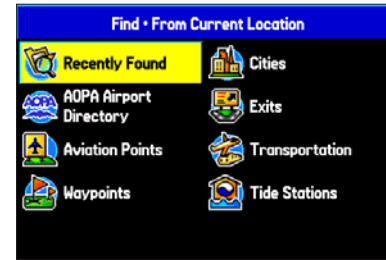 Find • From Current Location
Recently Found
Cities
AOPA
AOPA Airport
Directory
Exits
Aviation Points
Transportation
Waypoints
Tide Stations